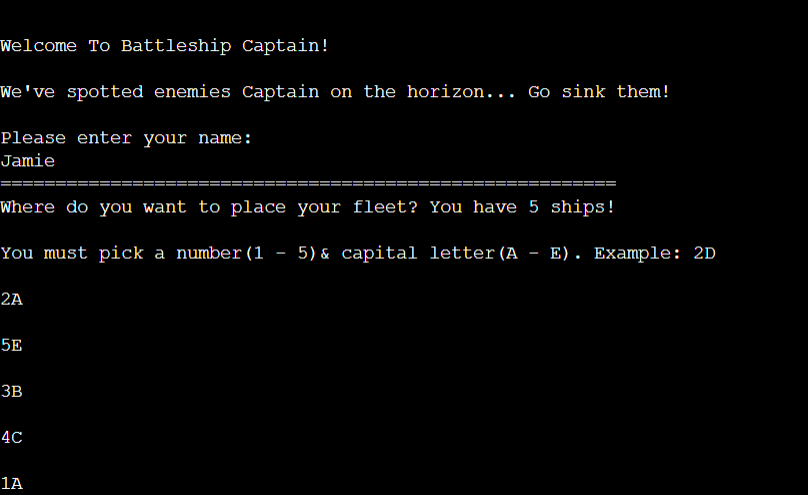 Welcome To Battleship Captain!
We've spotted enemies Captain on the horizon... Go sink them!
Please enter your name:
Jamie
========================================================
Where do you want to place your fleet? You have 5 ships!
You must pick a number(1 - 5)& capital letter(A - E). Example: 2D
2A
5E
3B
4C
1A